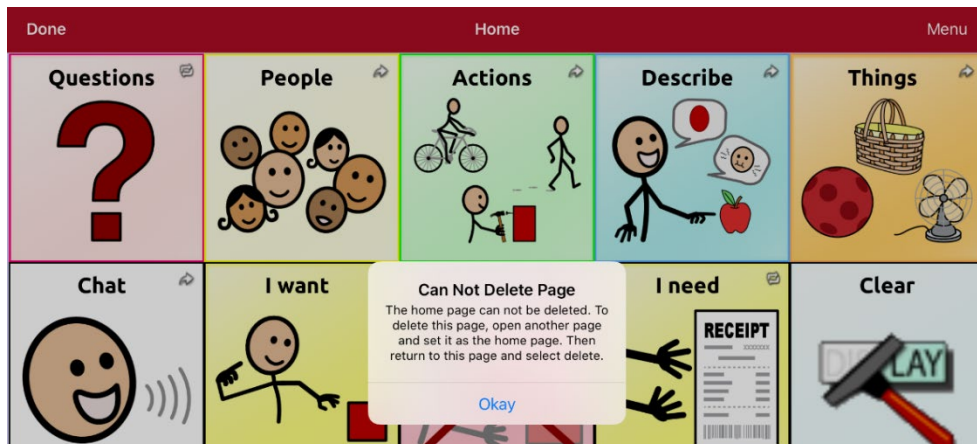 Done Home Menu
Questions People Actions Describe Things
Chat I want I need Clear
Can Not Delete Page
The home page can not be deleted. To
delete this page, open another page
and set it as the home page. Then
return to this page and select delete.
Okay
RECEIPT
XXXXXXX